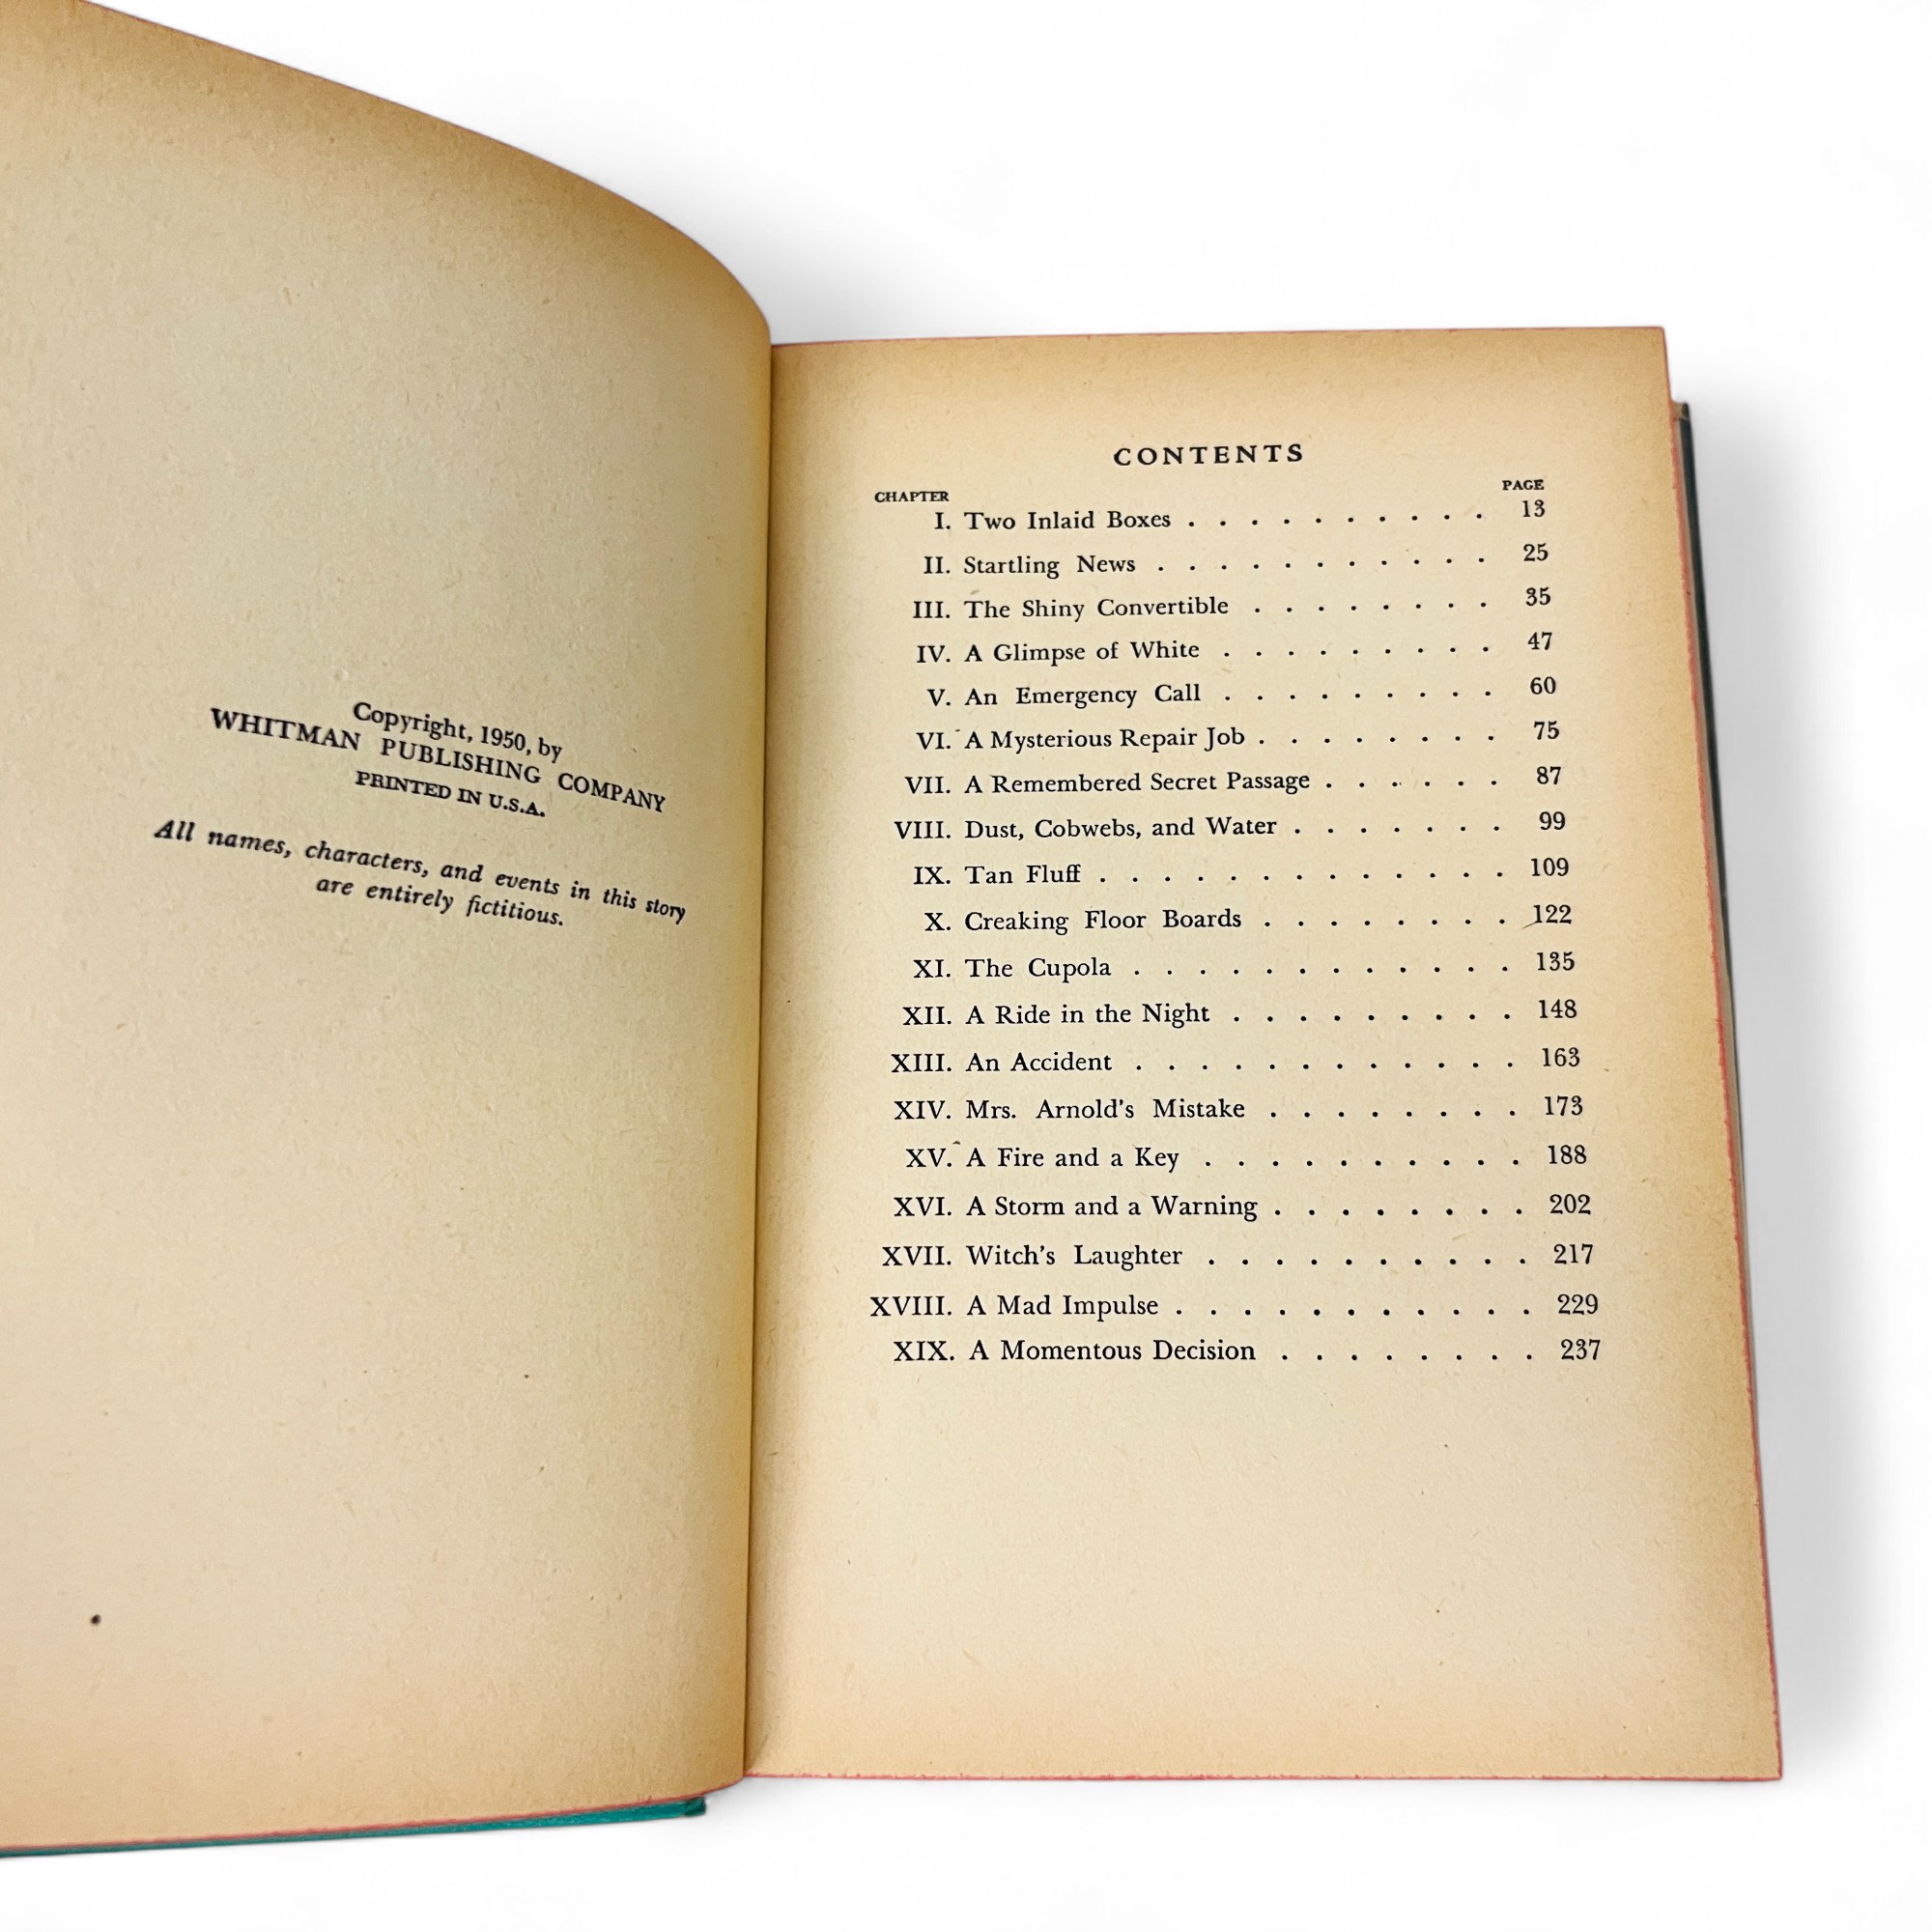 Copyright, 1950, by
WHITMAN PUBLISHING COMPANY
PRINTED IN U.S.A.
All names, characters, and events in this story
are entirely fictitious.
CONTENTS
CHAPTER PAGE
I. Two Inlaid Boxes . . . . . . . . . . 13
II. Startling News . . . . . . . . . . . 25
III. The Shiny Convertible . . . . . . . . 35
IV. A Glimpse of White . . . . . . . . . 47
V. An Emergency Call . . . . . . . . . 60
VI. A Mysterious Repair Job . . . . . . . . 75
VII. A Remembered Secret Passage . . . . . . 87
VIII. Dust, Cobwebs, and Water . . . . . . . 99
IX. Tan Fluff . . . . . . . . . . . . . 109
X. Creaking Floor Boards . . . . . . . . 122
XI. The Cupola . . . . . . . . . . . . 135
XII. A Ride in the Night . . . . . . . . . 148
XIII. An Accident . . . . . . . . . . . . 163
XIV. Mrs. Arnold's Mistake . . . . . . . . 173
XV. A Fire and a Key . . . . . . . . . . 188
XVI. A Storm and a Warning . . . . . . . . 202
XVII. Witch's Laughter . . . . . . . . . . 217
XVIII. A Mad Impulse . . . . . . . . . . . 229
XIX. A Momentous Decision . . . . . . . . 237